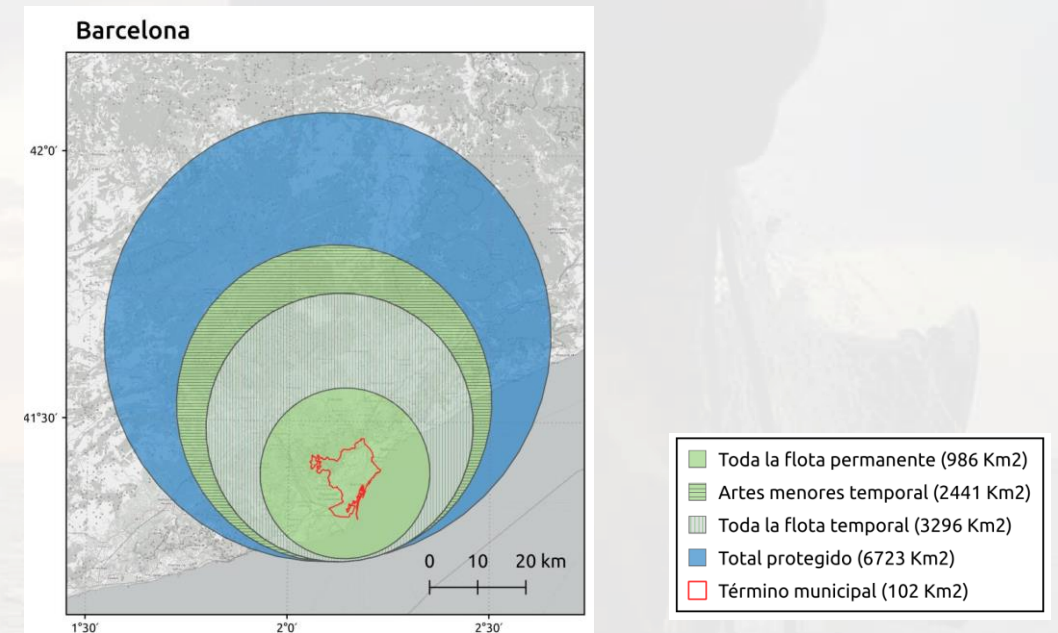 Barcelona
42°0'
41°30'
0 10 20 km
1°30'
2°0'
2°30'
Toda la flota permanente (986 Km2)
Artes menores temporal (2441 Km2)
Toda la flota temporal (3296 Km2)
Total protegido (6723 Km2)
Término municipal (102 Km2)